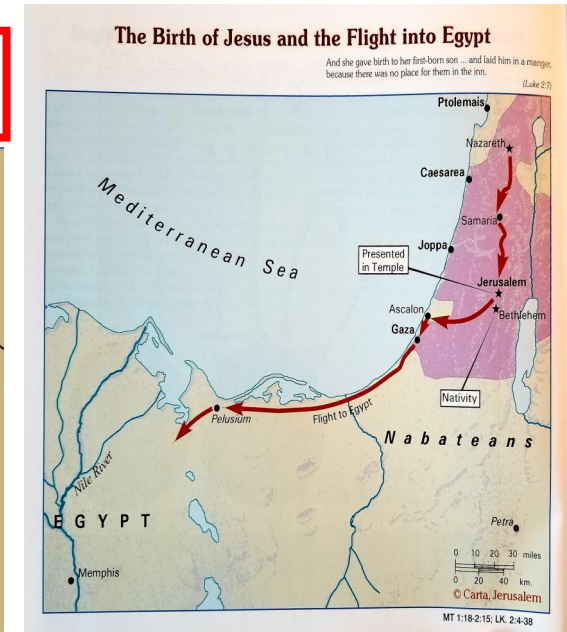 The Birth of Jesus and the Flight into Egypt
And she gave birth to her first-born son ... and laid him in a manger,
because there was no place for them in the inn.
(Luke 2:7)
Ptolemais
Nazareth
Caesarea
Mediterranean Sea
Samaria
Joppa
Presented
in Temple
Jerusalem
Ascalon
Bethlehem
Gaza
Nativity
Pelusium
Flight to Egypt
Nabateans
Nile River
EGYPT
Petra
Memphis
0 10 20 30 miles
0 20 40 km.
© Carta, Jerusalem
MT 1:18-2:15; LK. 2:4-38